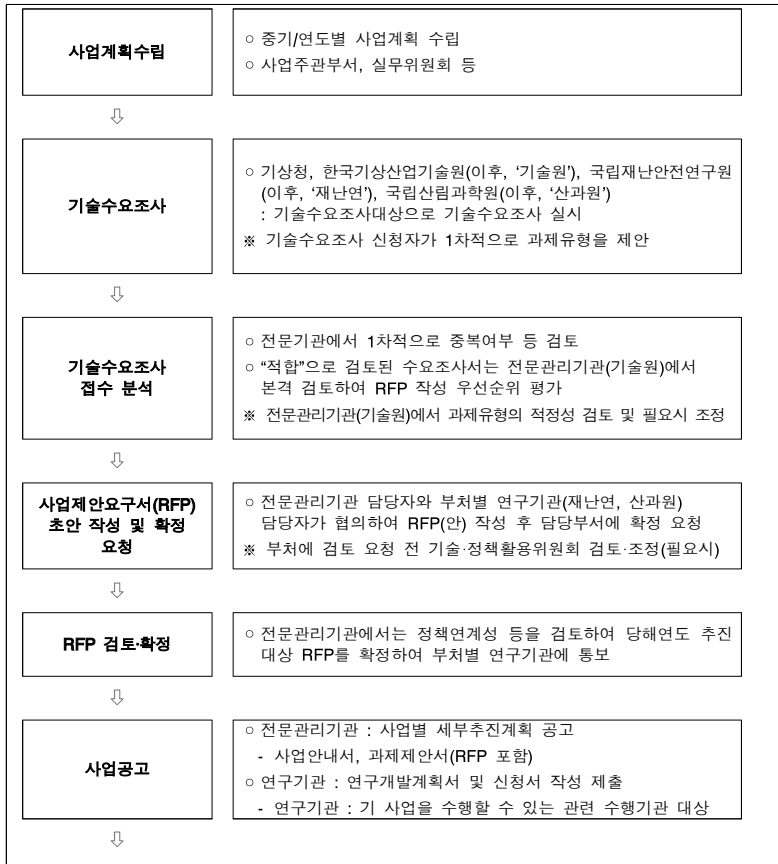 사업계획수립
○ 중기/연도별 사업계획 수립
○ 사업주관부서, 실무위원회 등
⇩
기술수요조사
○ 기상청, 한국기상산업기술원(이후, ‘기술원’), 국립재난안전연구원
(이후, ‘재난연’), 국립산림과학원(이후, ‘산과원’)
: 기술수요조사대상으로 기술수요조사 실시
※ 기술수요조사 신청자가 1차적으로 과제유형을 제안
⇩
기술수요조사
접수 분석
○ 전문기관에서 1차적으로 중복여부 등 검토
○ “적합”으로 검토된 수요조사서는 전문관리기관(기술원)에서
본격 검토하여 RFP 작성 우선순위 평가
※ 전문관리기관(기술원)에서 과제유형의 적정성 검토 및 필요시 조정
⇩
사업제안요구서(RFP)
초안 작성 및 확정
요청
○ 전문관리기관 담당자와 부처별 연구기관(재난연, 산과원)
담당자가 협의하여 RFP(안) 작성 후 담당부서에 확정 요청
※ 부처에 검토 요청 전 기술·정책활용위원회 검토·조정(필요시)
⇩
RFP 검토·확정
○ 전문관리기관에서는 정책연계성 등을 검토하여 당해연도 추진
대상 RFP를 확정하여 부처별 연구기관에 통보
⇩
사업공고
○ 전문관리기관 : 사업별 세부추진계획 공고
- 사업안내서, 과제제안서(RFP 포함)
○ 연구기관 : 연구개발계획서 및 신청서 작성 제출
- 연구기관 : 기 사업을 수행할 수 있는 관련 수행기관 대상
⇩